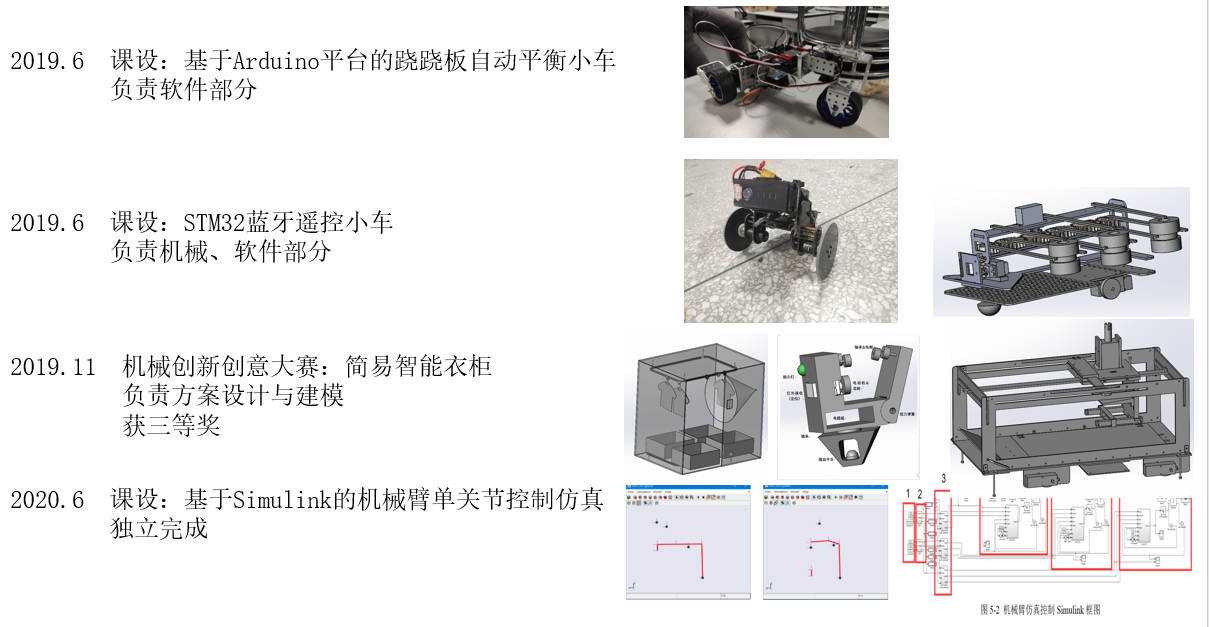 2019.6 课设：基于Arduino平台的跷跷板自动平衡小车
负责软件部分
2019.6 课设：STM32蓝牙遥控小车
负责机械、软件部分
2019.11 机械创新创意大赛：简易智能衣柜
负责方案设计与建模
获三等奖
2020.6 课设：基于Simulink的机械臂单关节控制仿真
独立完成
1 2 3
图 5-2 机械臂仿真控制 Simulink 框图